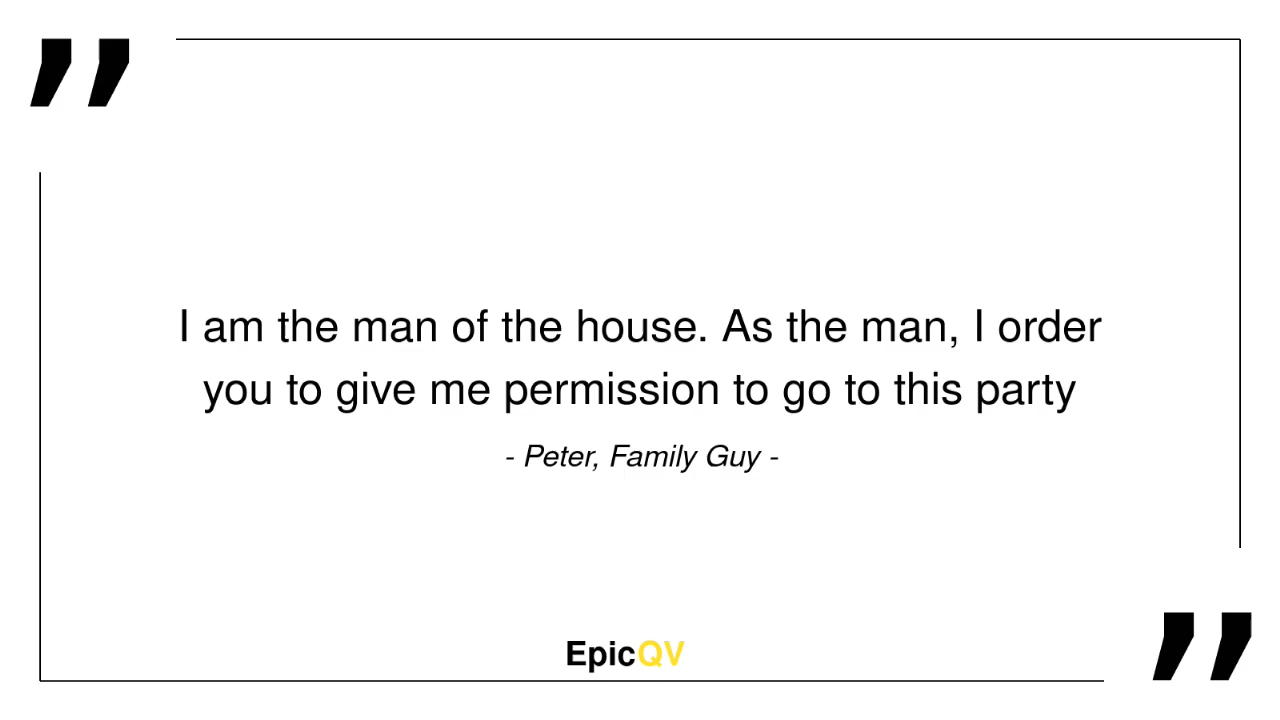 ”
I am the man of the house. As the man, I order
you to give me permission to go to this party
- Peter, Family Guy -
EpicQV
”